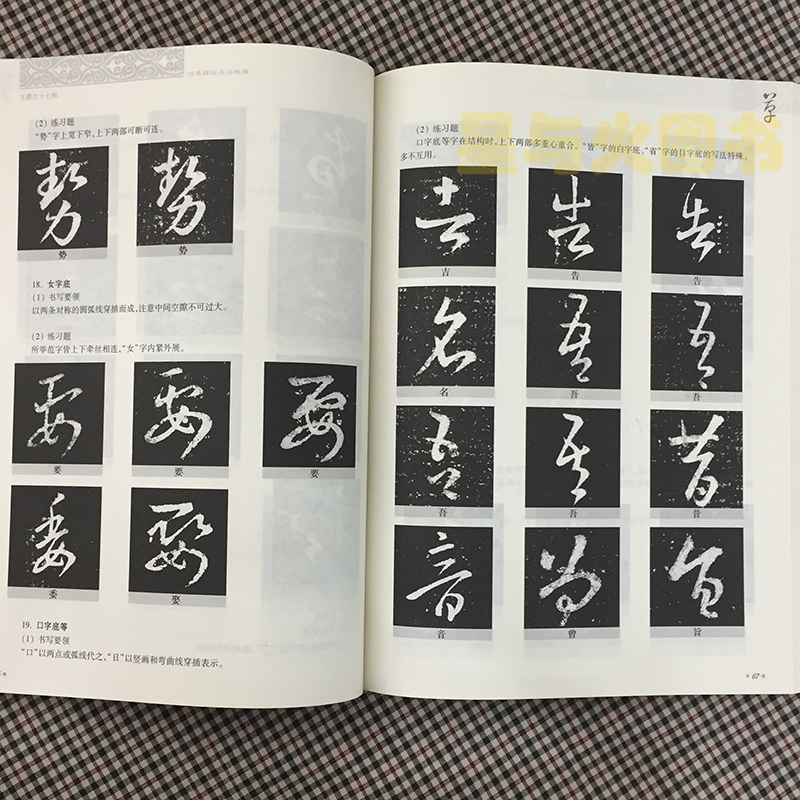 王羲之十七帖
(2) 练习题
“势”字上宽下窄,上下两部可断可连。
势 势
18. 女字底
(1) 书写要领
以两条对称的圆弧线穿插而成,注意中间空隙不可过大。
(2) 练习题
所举范字皆上下牵丝相连,“女”字内紧外展。
要 要 要
委 娶
19. 口字底等
(1) 书写要领
“口”以两点或弧线代之,“日”以竖画和弯曲线穿插表示。
草
星与火图书
(2) 练习题
口字底等字在结构时,上下两部多重心重合。“皆”字的白字底、“省”字的目字底的写法特殊,
多不互用。
吉 告 告
名 吾 吾
吾 吾 昔
音 曾 旨
67